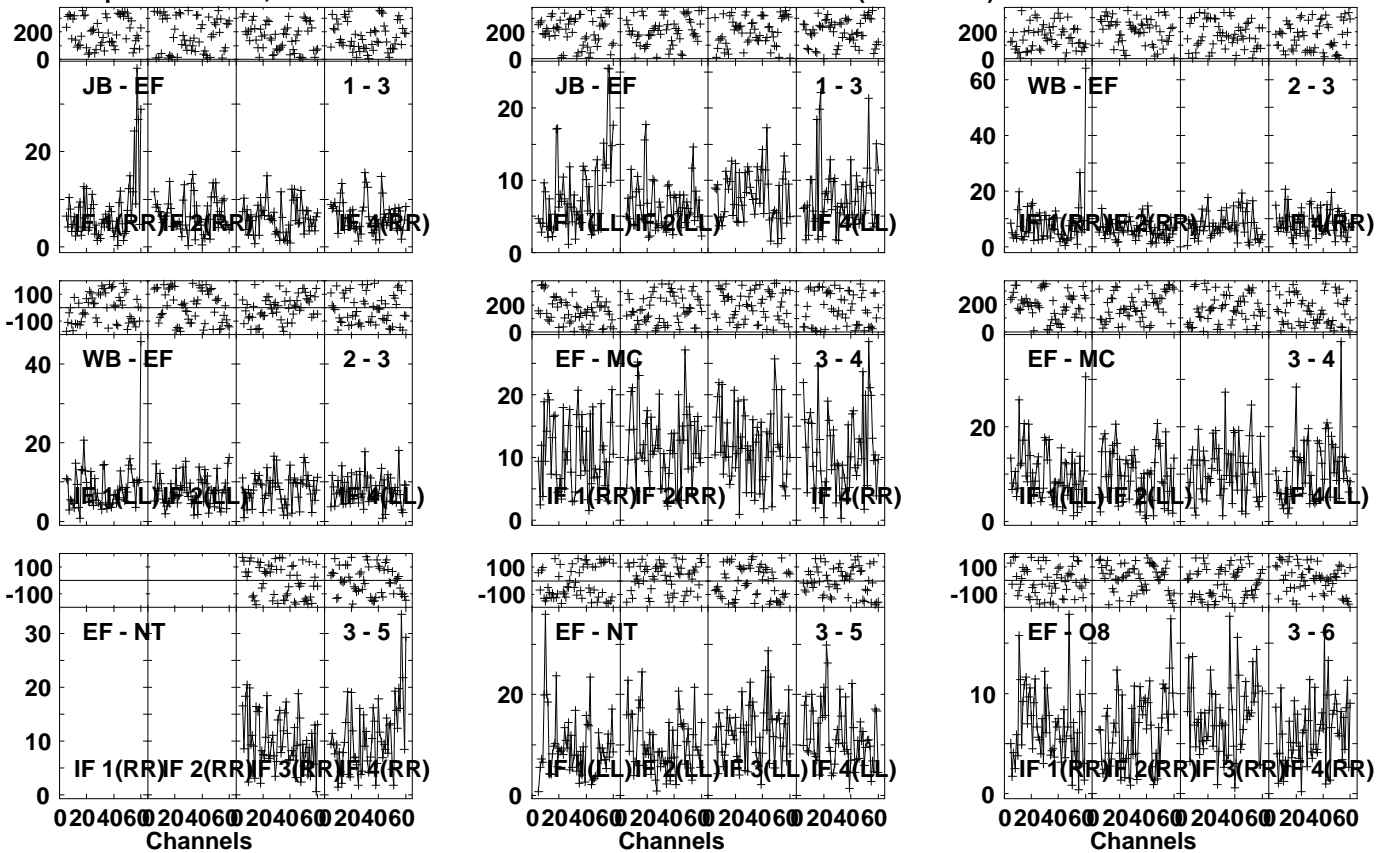 200
0
JB - EF 1 - 3
20
0
IF 1(RR) IF 2(RR) IF 4(RR)
200
0
JB - EF 1 - 3
20
10
0
IF 1(LL) IF 2(LL) IF 4(LL)
200
0
WB - EF 2 - 3
60
40
20
0
IF 1(RR) IF 2(RR) IF 4(RR)
100
-100
WB - EF 2 - 3
40
20
0
IF 1(LL) IF 2(LL) IF 4(LL)
200
0
EF - MC 3 - 4
20
10
0
IF 1(RR) IF 2(RR) IF 4(RR)
200
0
EF - MC 3 - 4
20
0
IF 1(LL) IF 2(LL) IF 4(LL)
100
-100
EF - NT 3 - 5
30
20
10
0
IF 1(RR) IF 2(RR) IF 3(RR) IF 4(RR)
0 20 40 60 0 20 40 60 0 20 40 60 0 20 40 60
Channels
100
-100
EF - NT 3 - 5
20
0
IF 1(LL) IF 2(LL) IF 3(LL) IF 4(LL)
0 20 40 60 0 20 40 60 0 20 40 60 0 20 40 60
Channels
100
-100
EF - O8 3 - 6
10
0
IF 1(RR) IF 2(RR) IF 3(RR) IF 4(RR)
0 20 40 60 0 20 40 60 0 20 40 60 0 20 40 60
Channels